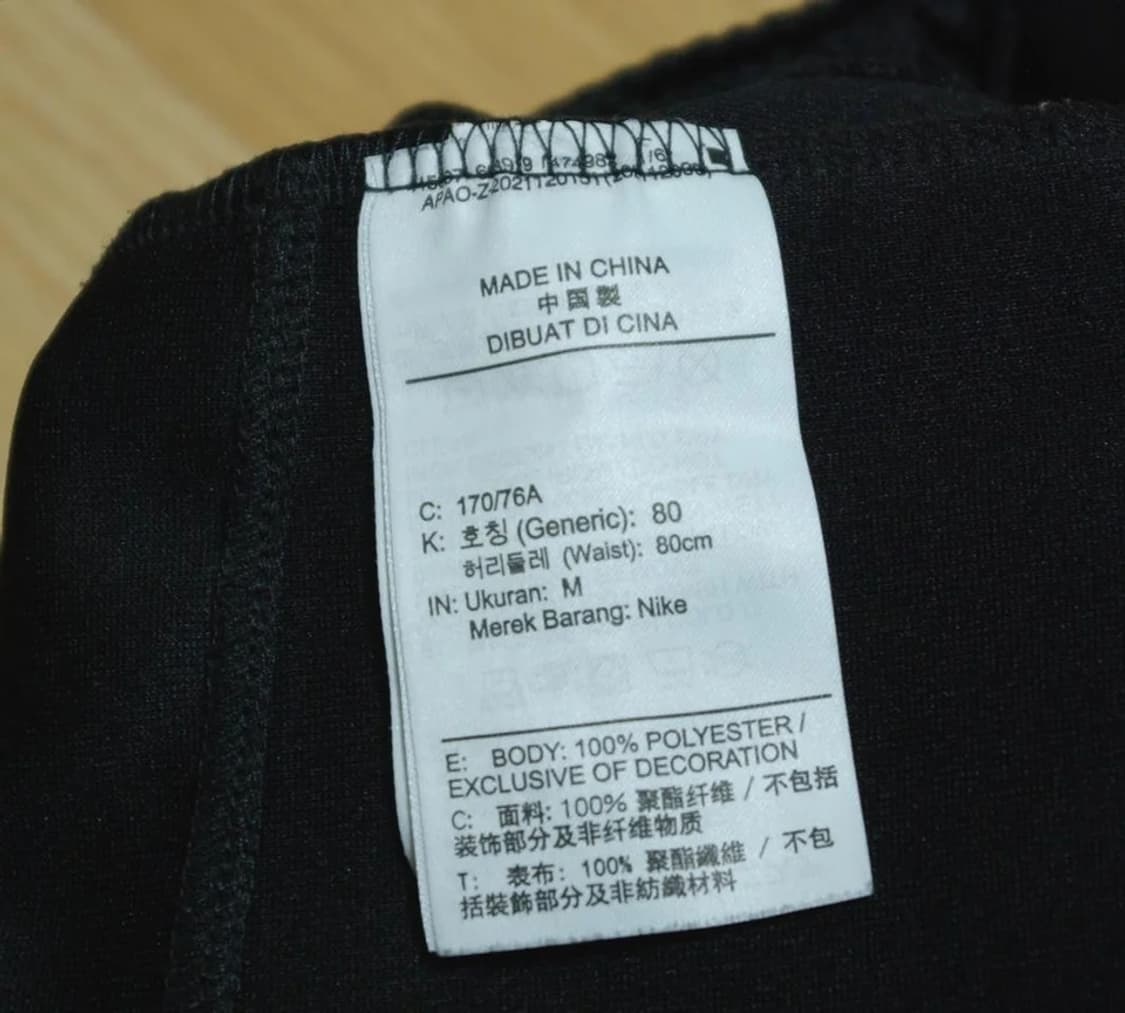 MADE IN CHINA
中国製
DIBUAT DI CINA
C: 170/76A
K: 호칭 (Generic): 80
허리둘레 (Waist): 80cm
IN: Ukuran: M
Merek Barang: Nike
E: BODY: 100% POLYESTER /
EXCLUSIVE OF DECORATION
C: 面料: 100% 聚酯纤维 / 不包括
装饰部分及非纤维物质
T: 表布: 100% 聚酯纖維 / 不包
括裝飾部分及非紡織材料